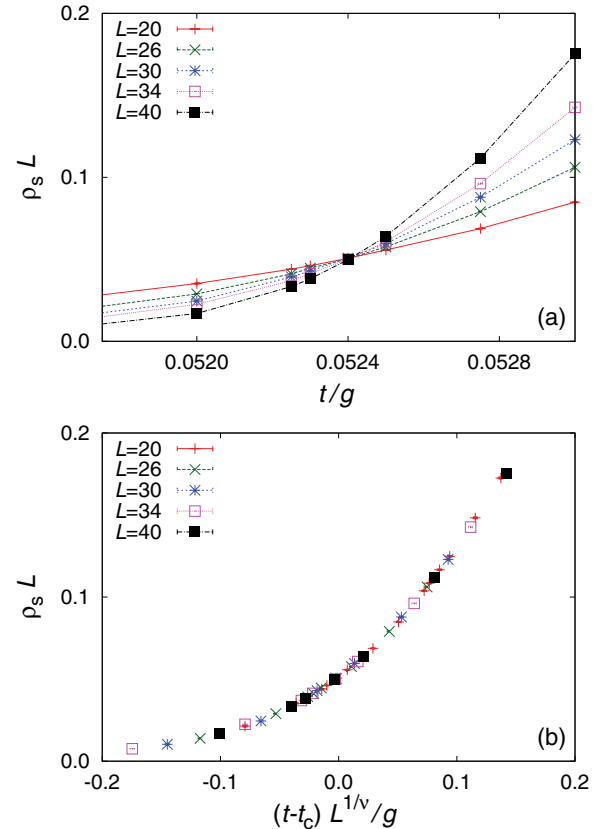 0.2
L=20
L=26
L=30
L=34
L=40
ρs L
0.1
0.0
(a)
0.0520 0.0524 0.0528
t/g
0.2
L=20
L=26
L=30
L=34
L=40
ρs L
0.1
0.0
(b)
-0.2 -0.1 0.0 0.1 0.2
(t-tc) L^1/ν/g